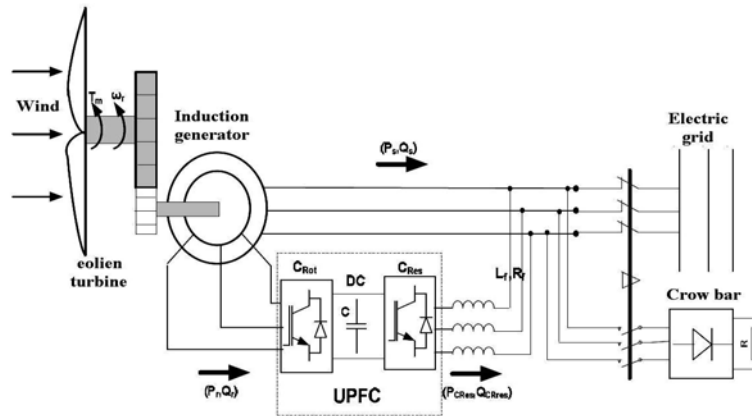 Wind
Tm
ωr
Induction
generator
(Ps,Qs)
Electric
grid
eolien
turbine
CRot
DC
CRes
C
Lf,Rf
Crow bar
R
(Pr,Qr)
UPFC
(PCRes,QCRres)